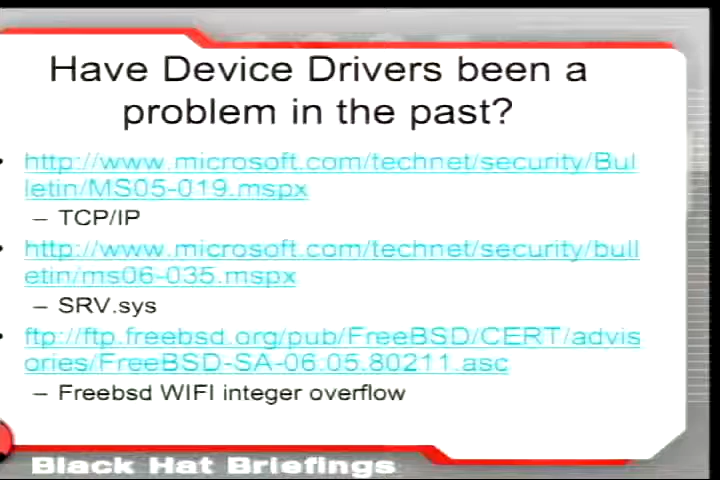 Have Device Drivers been a
problem in the past?
• http://www.microsoft.com/technet/security/Bul
letin/MS05-019.mspx
– TCP/IP
• http://www.microsoft.com/technet/security/bull
etin/ms06-035.mspx
– SRV.sys
• ftp://ftp.freebsd.org/pub/FreeBSD/CERT/advis
ories/FreeBSD-SA-06:05.80211.asc
– Freebsd WIFI integer overflow
Black Hat Briefings